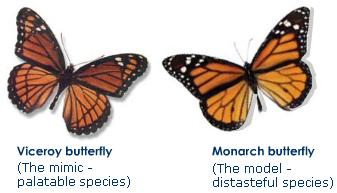 Viceroy butterfly
(The mimic -
palatable species)
Monarch butterfly
(The model -
distasteful species)